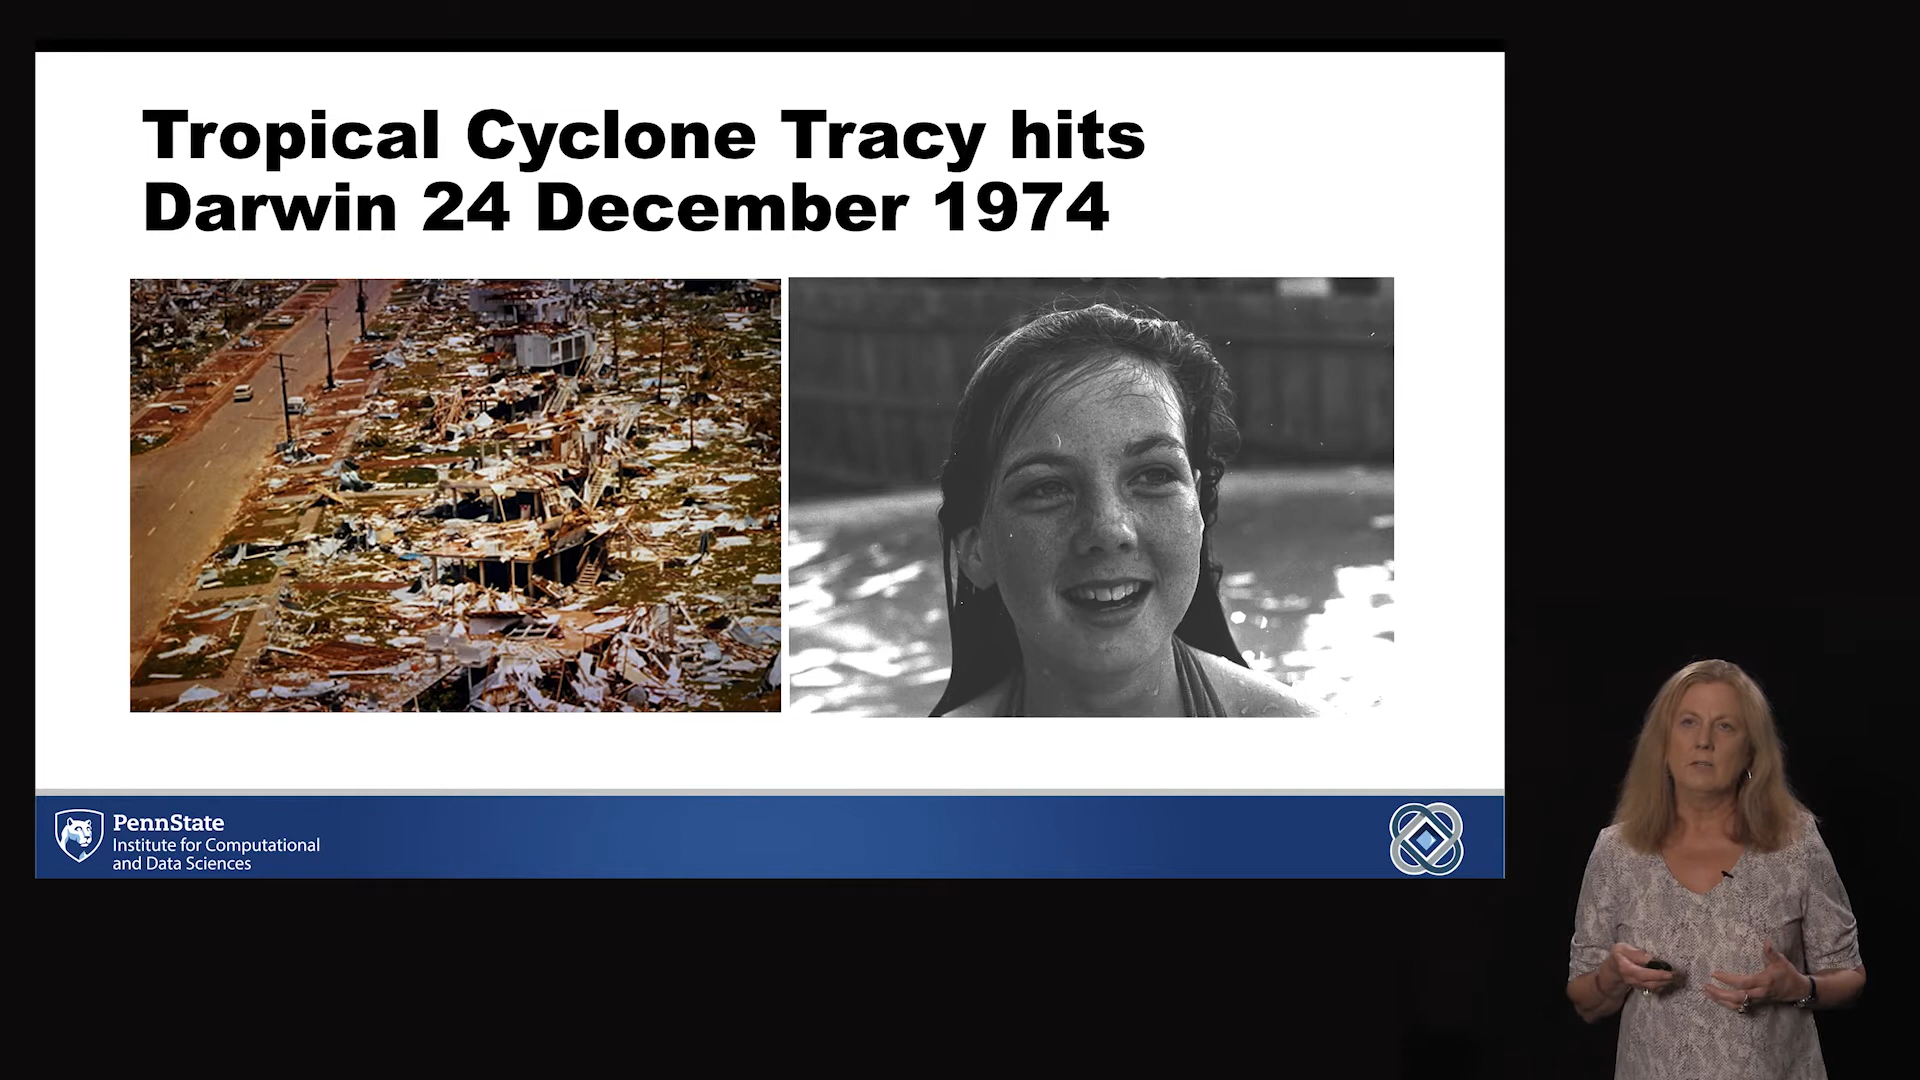 Tropical Cyclone Tracy hits
Darwin 24 December 1974
PennState
Institute for Computational
and Data Sciences